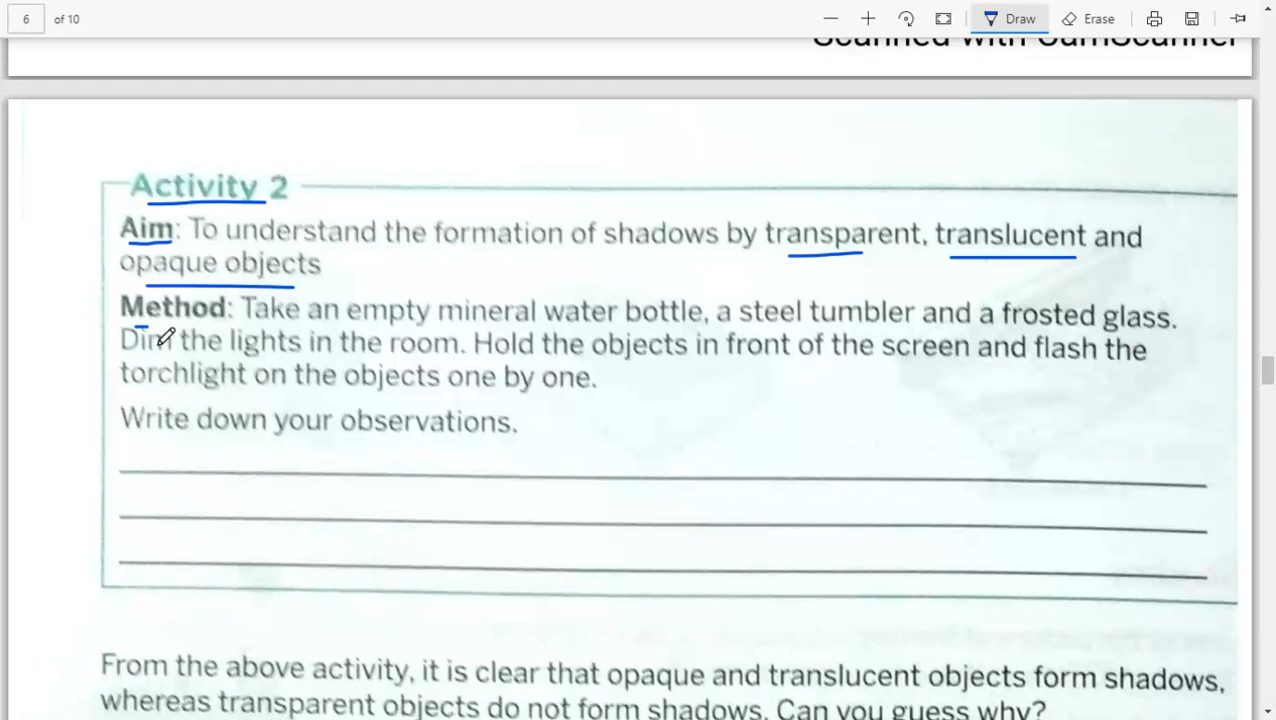 6 of 10
Draw
Erase
Scanned with CamScanner
Activity 2
Aim: To understand the formation of shadows by transparent, translucent and
opaque objects
Method: Take an empty mineral water bottle, a steel tumbler and a frosted glass.
Dim the lights in the room. Hold the objects in front of the screen and flash the
torchlight on the objects one by one.
Write down your observations.
From the above activity, it is clear that opaque and translucent objects form shadows,
whereas transparent objects do not form shadows. Can you guess why?